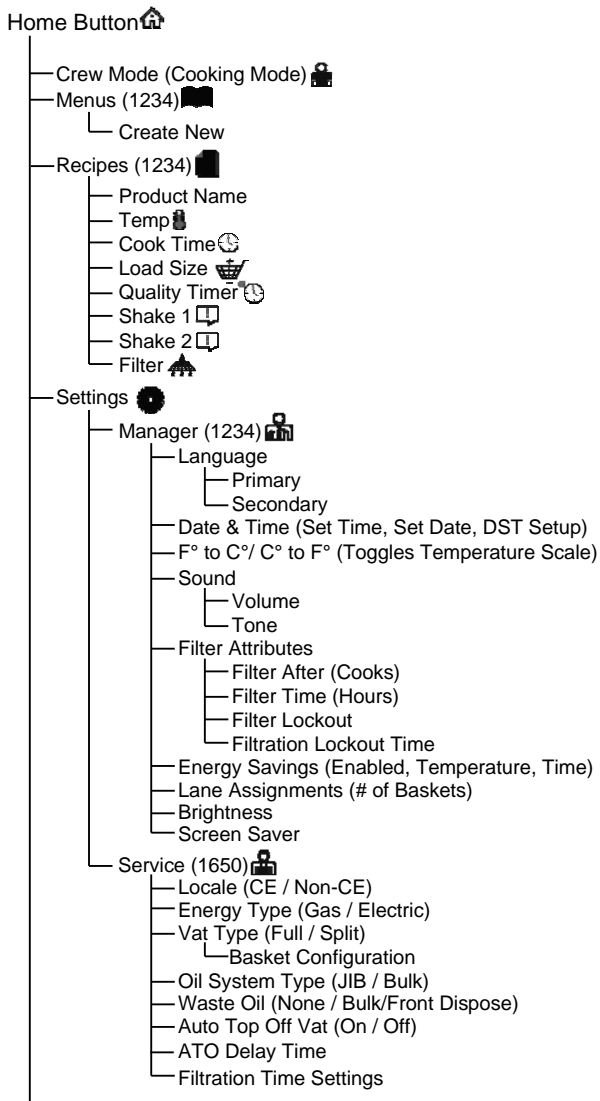 Home Button
Crew Mode (Cooking Mode)
Menus (1234)
Create New
Recipes (1234)
Product Name
Temp
Cook Time
Load Size
Quality Timer
Shake 1
Shake 2
Filter
Settings
Manager (1234)
Language
Primary
Secondary
Date & Time (Set Time, Set Date, DST Setup)
F° to C°/ C° to F° (Toggles Temperature Scale)
Sound
Volume
Tone
Filter Attributes
Filter After (Cooks)
Filter Time (Hours)
Filter Lockout
Filtration Lockout Time
Energy Savings (Enabled, Temperature, Time)
Lane Assignments (# of Baskets)
Brightness
Screen Saver
Service (1650)
Locale (CE / Non-CE)
Energy Type (Gas / Electric)
Vat Type (Full / Split)
Basket Configuration
Oil System Type (JIB / Bulk)
Waste Oil (None / Bulk/Front Dispose)
Auto Top Off Vat (On / Off)
ATO Delay Time
Filtration Time Settings